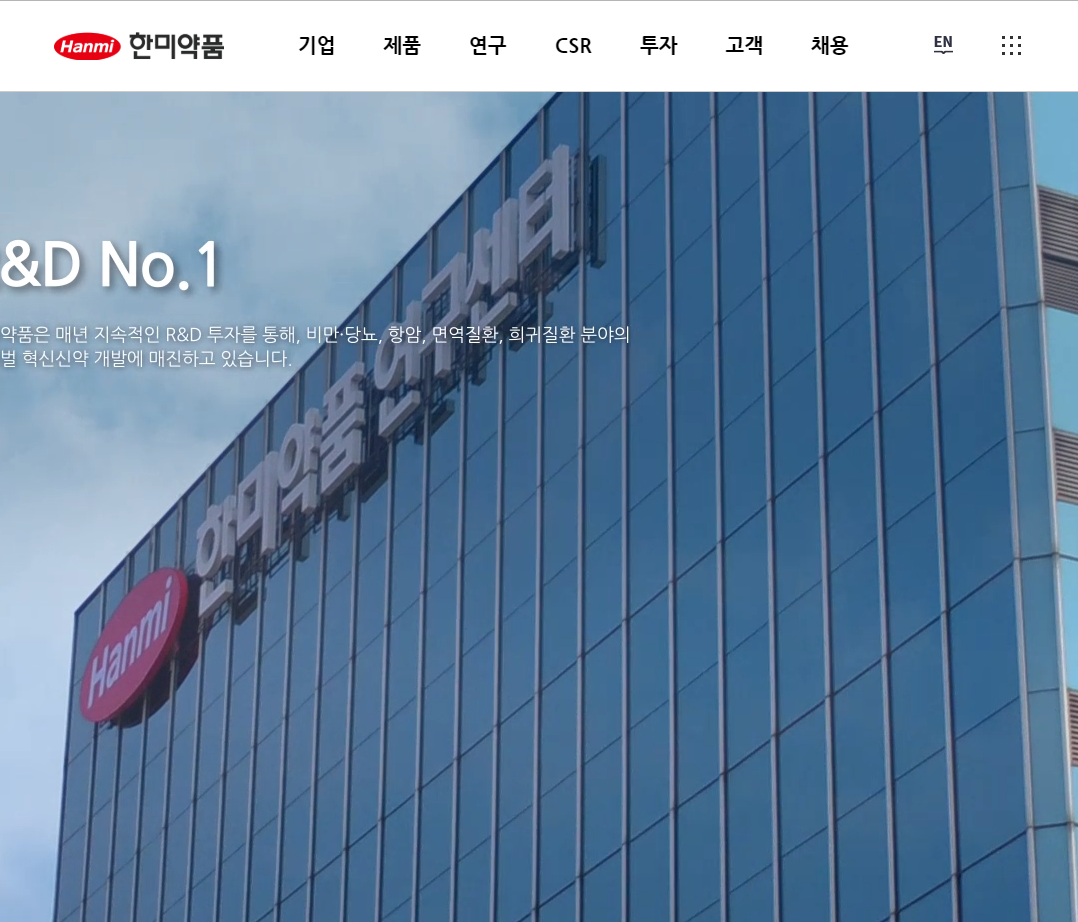 Hanmi 한미약품
기업 제품 연구 CSR 투자 고객 채용 EN
&D No.1
약품은 매년 지속적인 R&D 투자를 통해, 비만·당뇨, 항암, 면역질환, 희귀질환 분야의
벌 혁신신약 개발에 매진하고 있습니다.
Hanmi 한미약품 연구센터